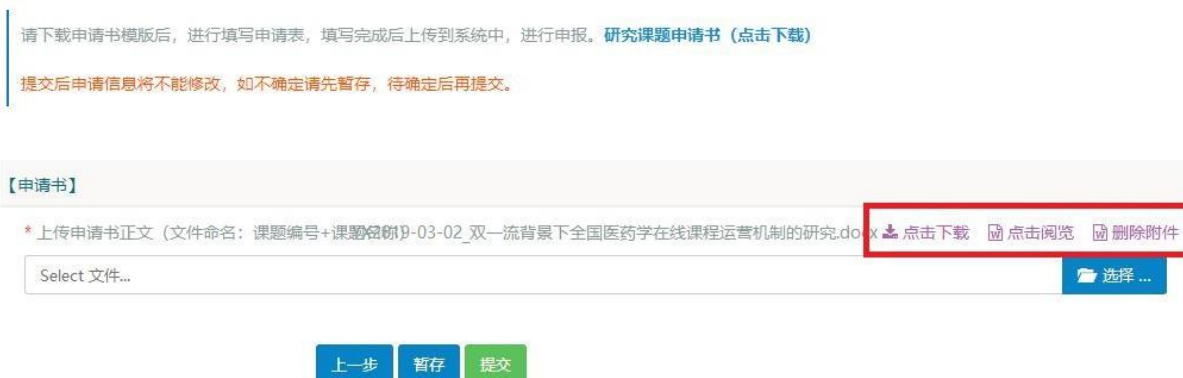 请下载申请书模版后，进行填写申请表，填写完成后上传到系统中，进行申报。研究课题申请书（点击下载）
提交后申请信息将不能修改，如不确定请先暂存，待确定后再提交。
【申请书】
* 上传申请书正文（文件命名：课题编号+课题名称）-03-02_双一流背景下全国医药学在线课程运营机制的研究.docx 点击下载 点击阅览 删除附件
Select 文件...
选择 ...
上一步 暂存 提交